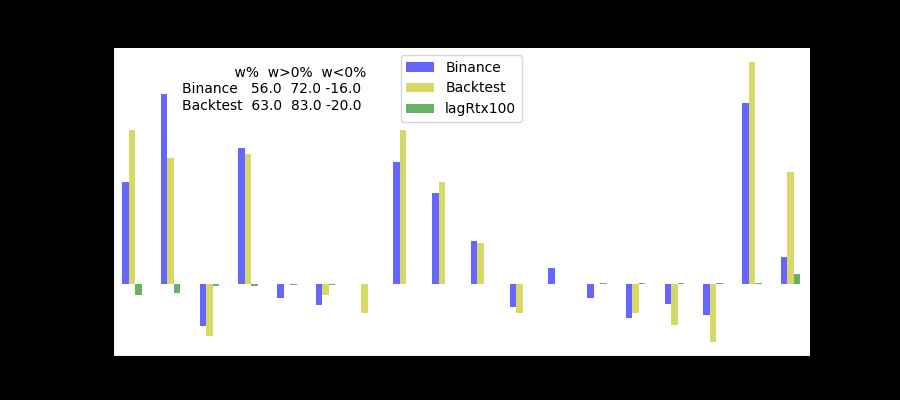 w%  w>0%  w<0%
Binance   56.0  72.0 -16.0
Backtest  63.0  83.0 -20.0
Binance
Backtest
lagRtx100